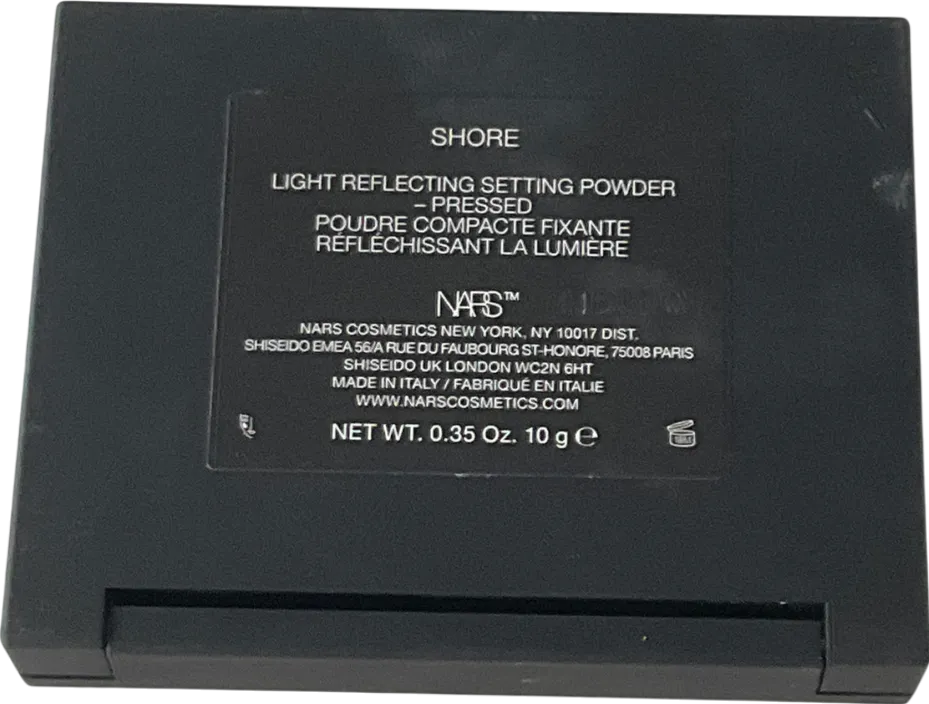 SHORE
LIGHT REFLECTING SETTING POWDER
– PRESSED
POUDRE COMPACTE FIXANTE
RÉFLÉCHISSANT LA LUMIÈRE
NARS™
NARS COSMETICS NEW YORK, NY 10017 DIST.
SHISEIDO EMEA 56/A RUE DU FAUBOURG ST-HONORE, 75008 PARIS
SHISEIDO UK LONDON WC2N 6HT
MADE IN ITALY / FABRIQUÉ EN ITALIE
WWW.NARSCOSMETICS.COM
NET WT. 0.35 Oz. 10 g ℮